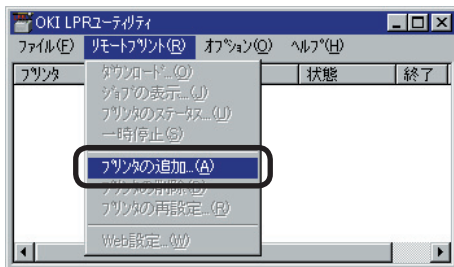 OKI LPRユーティリティ
ファイル(F) リモートプリント(R) オプション(O) ヘルプ(H)
プリンタ 状態 終了
ダウンロード...(O)
ジョブの表示...(J)
プリンタのステータス...(U)
一時停止(S)
プリンタの追加...(A)
プリンタの削除(D)
プリンタの再設定...(R)
Web設定...(W)